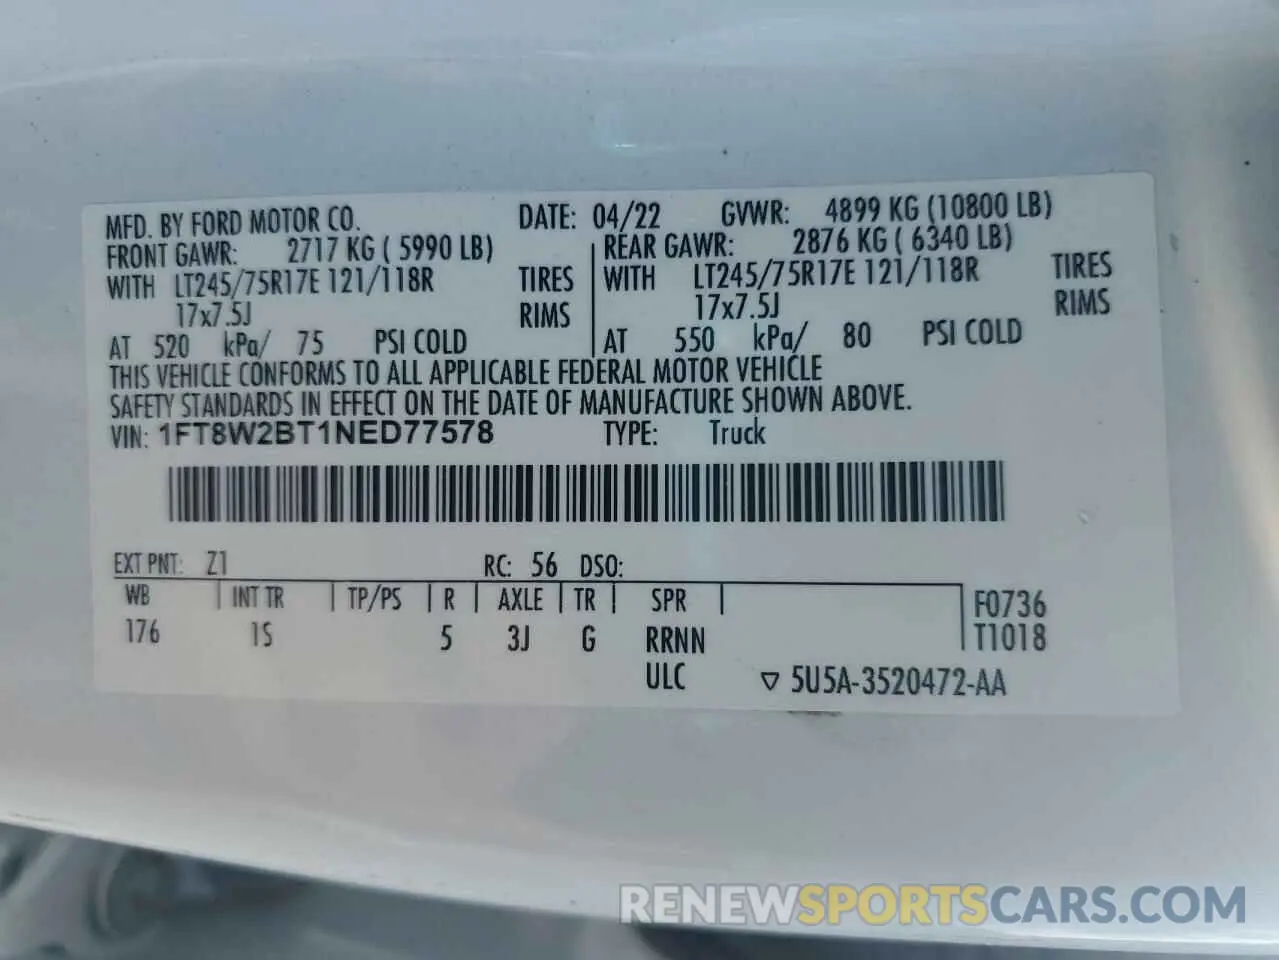 MFD. BY FORD MOTOR CO. DATE: 04/22 GVWR: 4899 KG (10800 LB)
FRONT GAWR: 2717 KG ( 5990 LB) REAR GAWR: 2876 KG ( 6340 LB)
WITH LT245/75R17E 121/118R TIRES WITH LT245/75R17E 121/118R TIRES
17x7.5J RIMS 17x7.5J RIMS
AT 520 kPa/ 75 PSI COLD AT 550 kPa/ 80 PSI COLD
THIS VEHICLE CONFORMS TO ALL APPLICABLE FEDERAL MOTOR VEHICLE
SAFETY STANDARDS IN EFFECT ON THE DATE OF MANUFACTURE SHOWN ABOVE.
VIN: 1FT8W2BT1NED77578 TYPE: Truck
EXT PNT: Z1 RC: 56 DSO:
WB INT TR TP/PS R AXLE TR SPR F0736
176 1S 5 3J G RRNN T1018
ULC 5U5A-3520472-AA
RENEWSPORTSCARS.COM